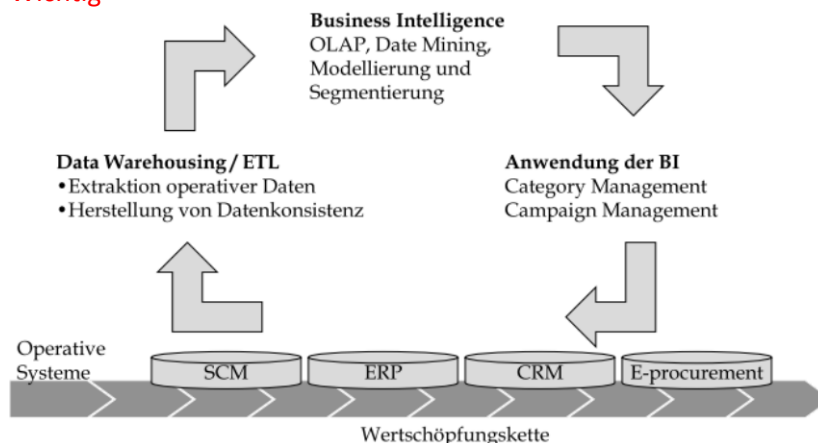 Wichtig
Business Intelligence
OLAP, Date Mining,
Modellierung und
Segmentierung
Data Warehousing / ETL
•Extraktion operativer Daten
•Herstellung von Datenkonsistenz
Anwendung der BI
Category Management
Campaign Management
Operative
Systeme
SCM
ERP
CRM
E-procurement
Wertschöpfungskette